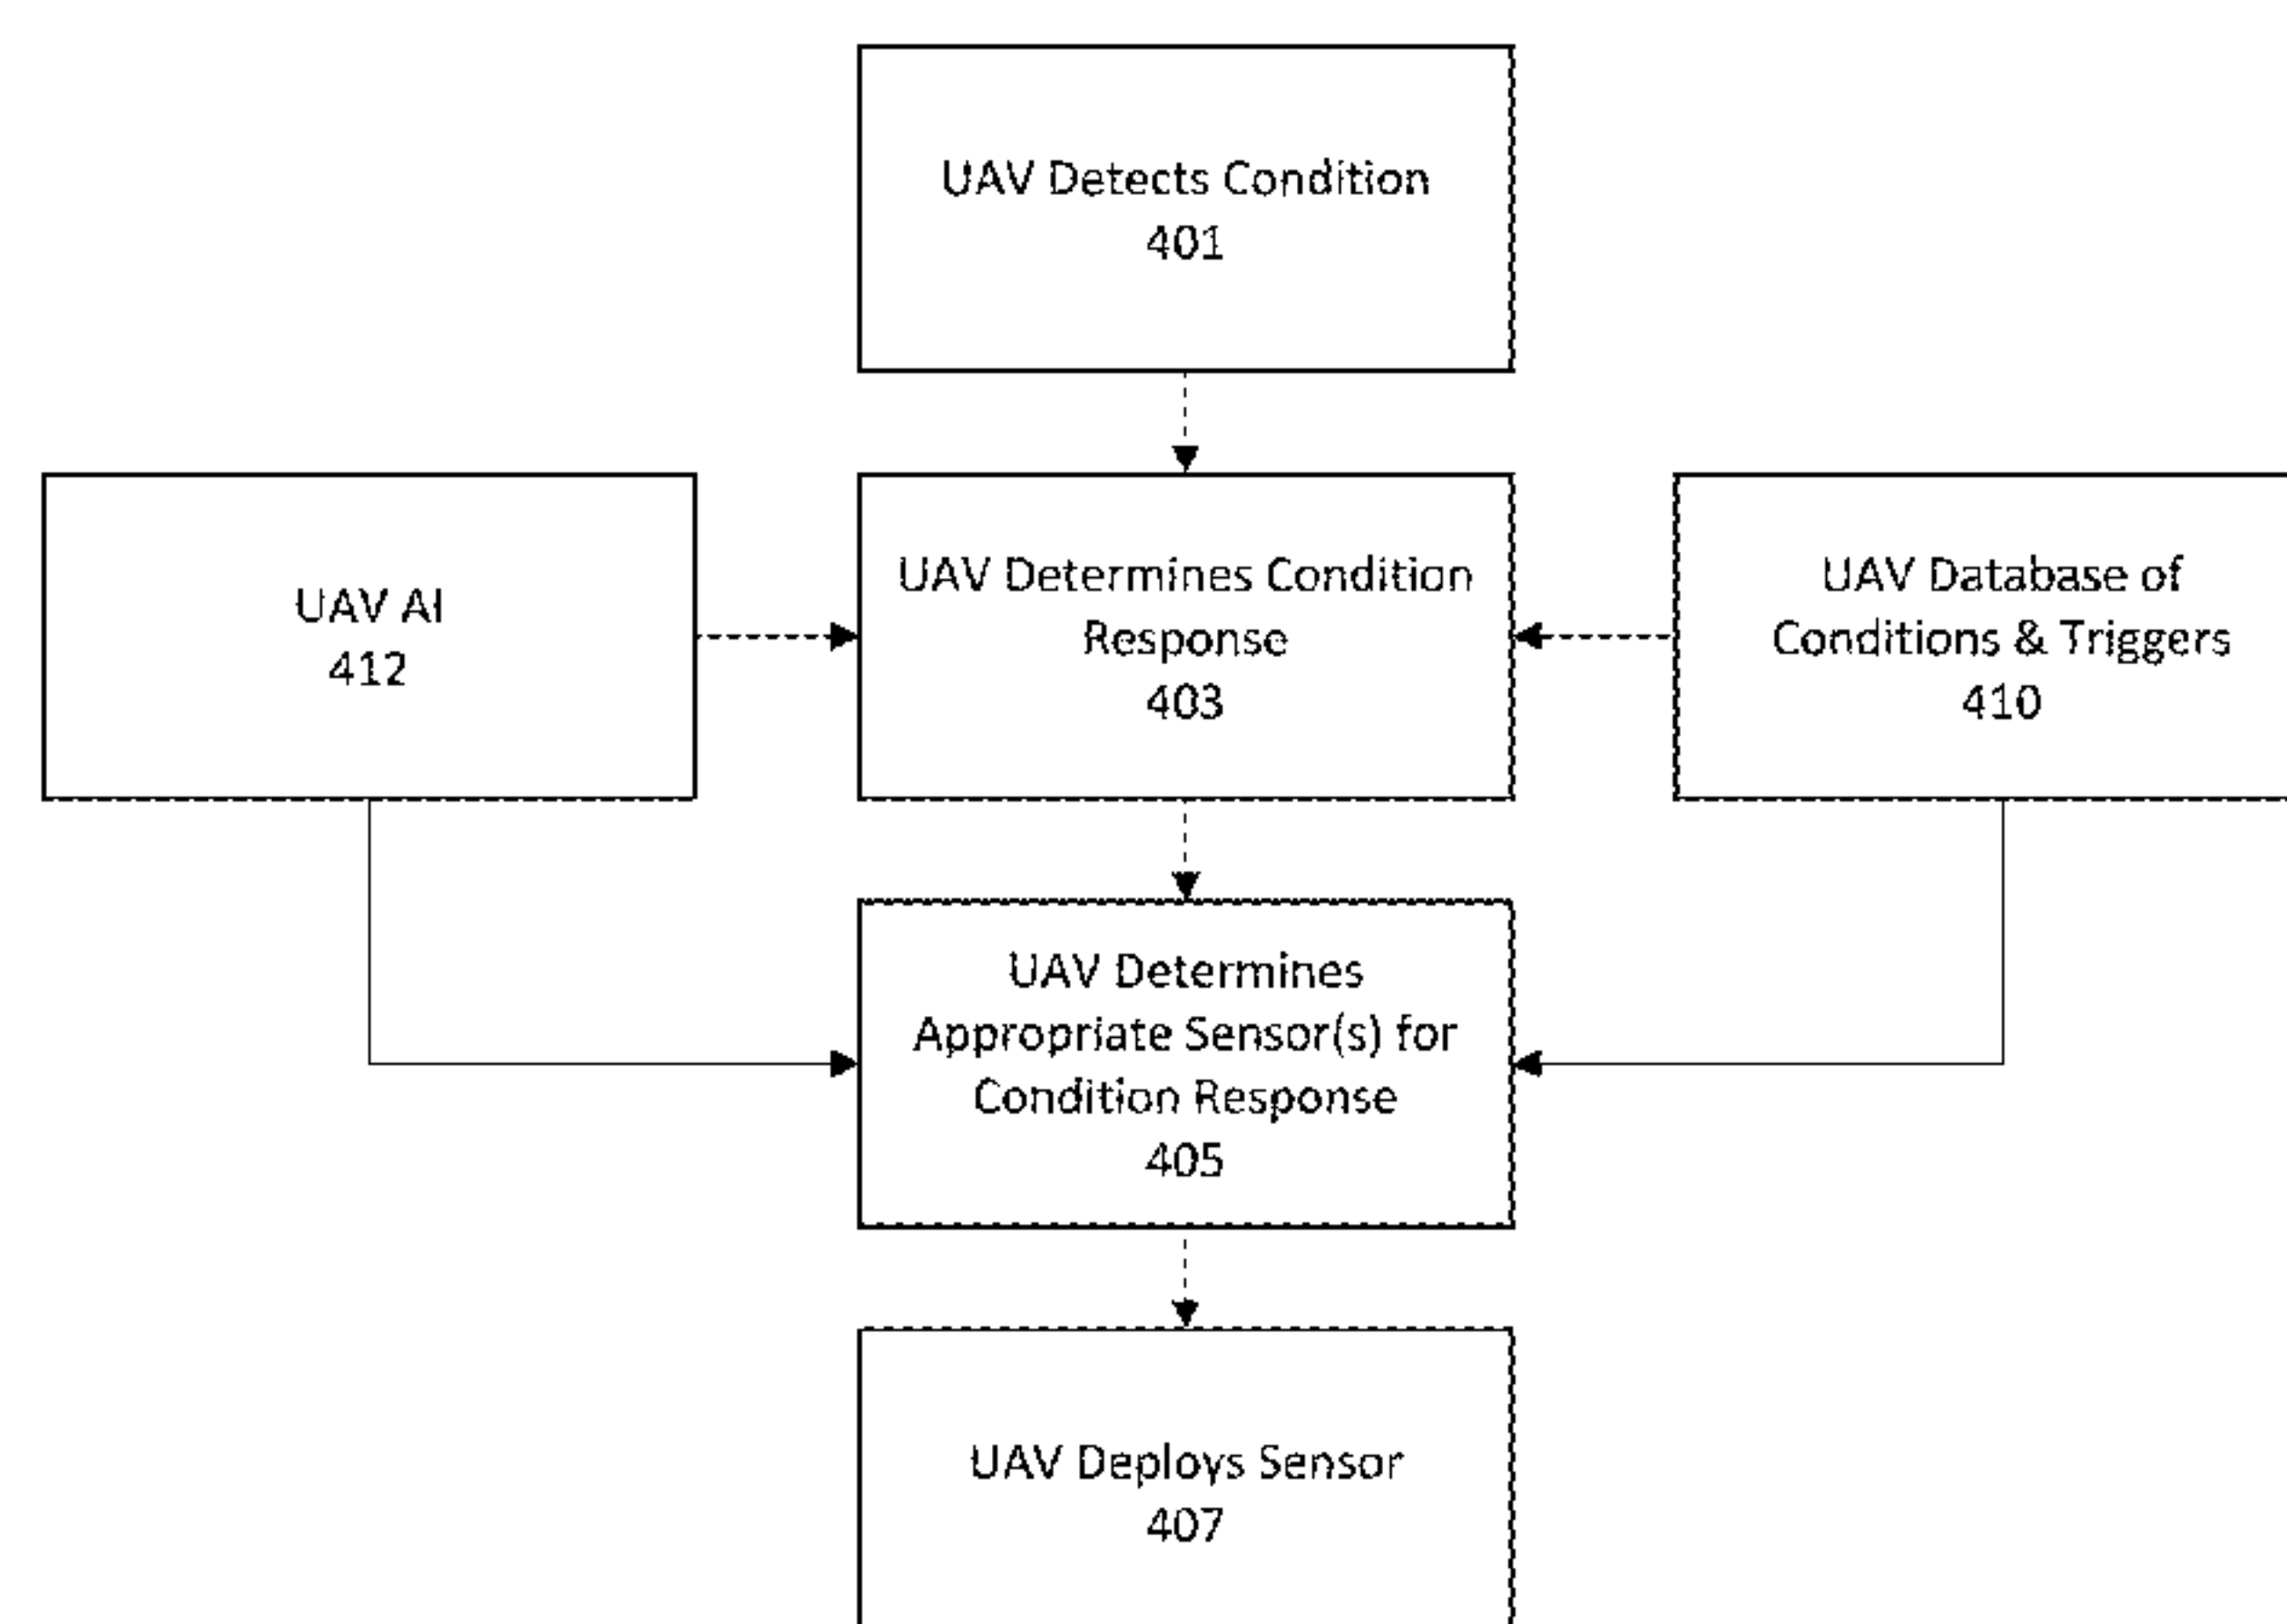 UAV Detects Condition
401
UAV AI
412
UAV Determines Condition
Response
403
UAV Database of
Conditions & Triggers
410
UAV Determines
Appropriate Sensor(s) for
Condition Response
405
UAV Deploys Sensor
407